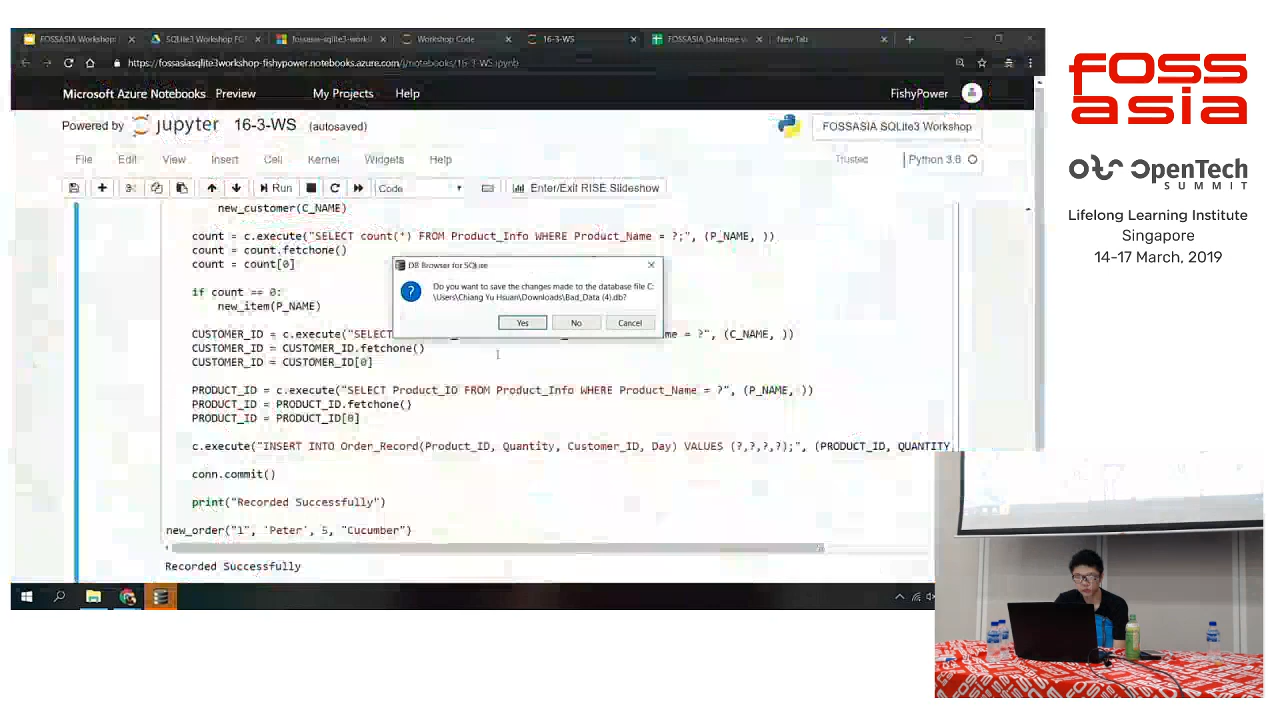 FOSSASIA Workshop
SQLite3 Workshop FO
fossasia-sqlite3-work
Workshop Code
16-3-WS
FOSSASIA Database w
New Tab
https://fossasiasqlite3workshop-fishypower.notebooks.azure.com/j/notebooks/16-3-WS.ipynb
Microsoft Azure Notebooks Preview My Projects Help FishyPower
Powered by jupyter 16-3-WS (autosaved) FOSSASIA SQLite3 Workshop
File Edit View Insert Cell Kernel Widgets Help Trusted Python 3.6
Run Code Enter/Exit RISE Slideshow
new_customer(C_NAME)
count = c.execute("SELECT count(*) FROM Product_Info WHERE Product_Name = ?;", (P_NAME, ))
count = count.fetchone()
count = count[0]
if count == 0:
new_item(P_NAME)
CUSTOMER_ID = c.execute("SELECT me = ?", (C_NAME, ))
CUSTOMER_ID = CUSTOMER_ID.fetchone()
CUSTOMER_ID = CUSTOMER_ID[0]
PRODUCT_ID = c.execute("SELECT Product_ID FROM Product_Info WHERE Product_Name = ?", (P_NAME, ))
PRODUCT_ID = PRODUCT_ID.fetchone()
PRODUCT_ID = PRODUCT_ID[0]
c.execute("INSERT INTO Order_Record(Product_ID, Quantity, Customer_ID, Day) VALUES (?,?,?,?);", (PRODUCT_ID, QUANTITY,
conn.commit()
print("Recorded Successfully")
new_order("1", 'Peter', 5, "Cucumber")
Recorded Successfully
DB Browser for SQLite
Do you want to save the changes made to the database file C:
\Users\Chiang Yu Hsuan\Downloads\Bad_Data (4).db?
Yes No Cancel
FOSS
asia
OpenTech
SUMMIT
Lifelong Learning Institute
Singapore
14-17 March, 2019